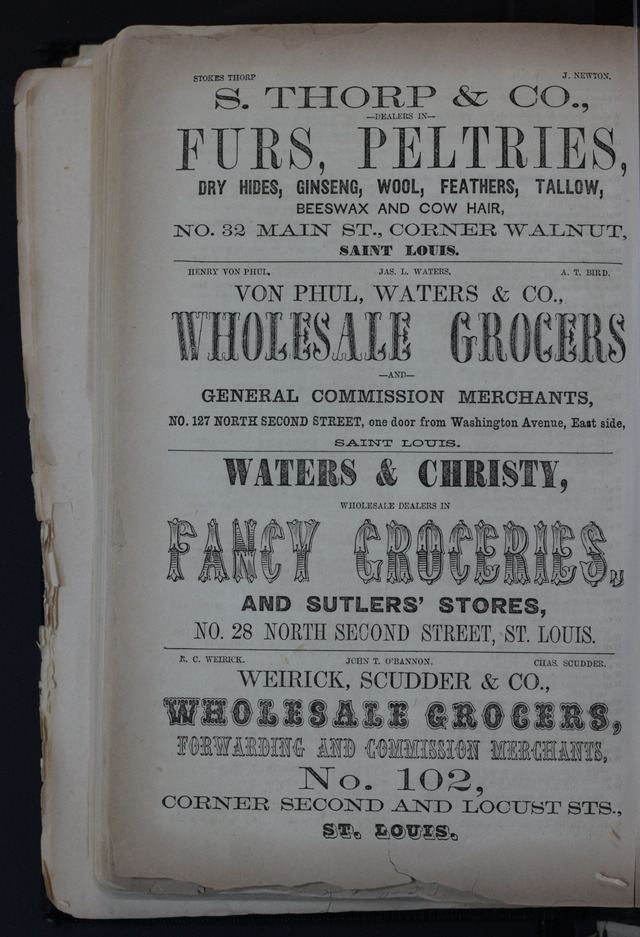 STOKES THORP J. NEWTON.
S. THORP & CO.,
—DEALERS IN—
FURS, PELTRIES,
DRY HIDES, GINSENG, WOOL, FEATHERS, TALLOW,
BEESWAX AND COW HAIR,
NO. 32 MAIN ST., CORNER WALNUT,
SAINT LOUIS.
HENRY VON PHUL. JAS. L. WATERS. A. T. BIRD.
VON PHUL, WATERS & CO.,
WHOLESALE GROCERS
—AND—
GENERAL COMMISSION MERCHANTS,
NO. 127 NORTH SECOND STREET, one door from Washington Avenue, East side,
SAINT LOUIS.
WATERS & CHRISTY,
WHOLESALE DEALERS IN
FANCY GROCERIES,
AND SUTLERS' STORES,
NO. 28 NORTH SECOND STREET, ST. LOUIS.
R. C. WEIRICK. JOHN T. O'BANNON. CHAS. SCUDDER.
WEIRICK, SCUDDER & CO.,
WHOLESALE GROCERS,
FORWARDING AND COMMISSION MERCHANTS,
No. 102,
CORNER SECOND AND LOCUST STS.,
ST. LOUIS.